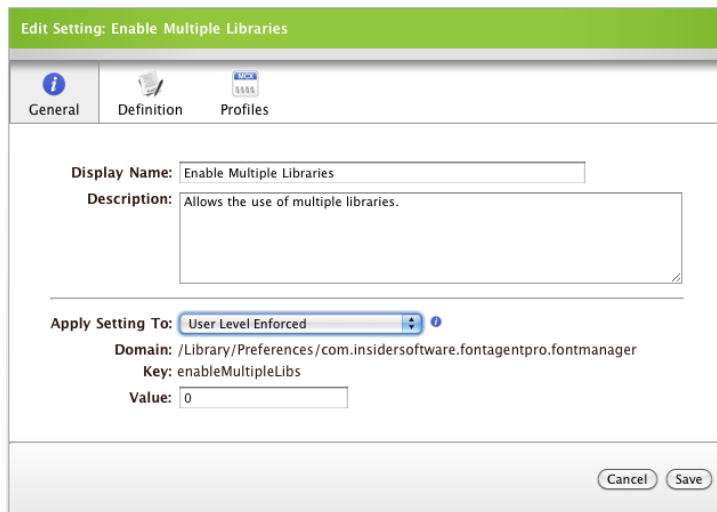 Edit Setting: Enable Multiple Libraries
MCX
General Definition Profiles
Display Name: Enable Multiple Libraries
Description: Allows the use of multiple libraries.
Apply Setting To: User Level Enforced
Domain: /Library/Preferences/com.insidersoftware.fontagentpro.fontmanager
Key: enableMultipleLibs
Value: 0
Cancel Save